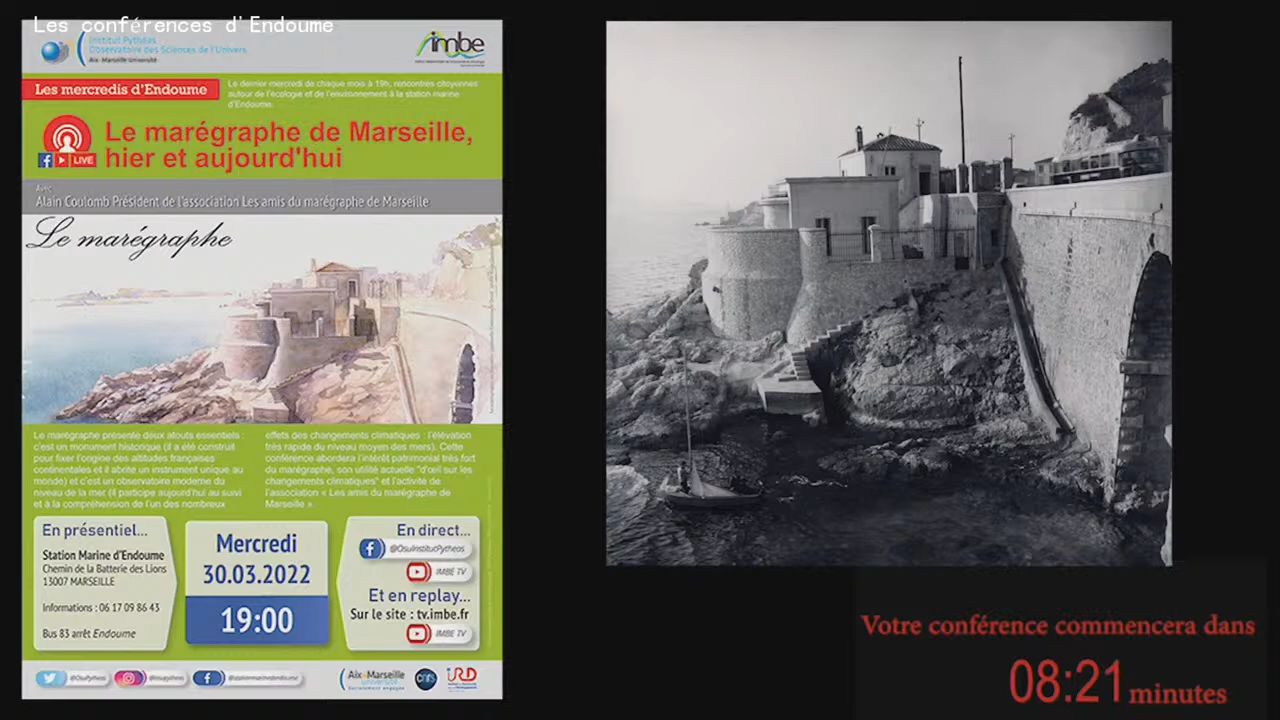 Les conférences d'Endoume
Institut Pythéas
Observatoire des Sciences de l'Univers
Aix-Marseille Université
imbe
Les mercredis d'Endoume
Le dernier mercredi de chaque mois à 19h, rencontres citoyennes
autour de l'écologie et de l'environnement à la station marine
d'Endoume.
LIVE
Le marégraphe de Marseille,
hier et aujourd'hui
Avec
Alain Coulomb Président de l'association Les amis du marégraphe de Marseille
Le marégraphe
Le marégraphe présente deux atouts essentiels :
c'est un monument historique (il a été construit
pour fixer l'origine des altitudes françaises
continentales et il abrite un instrument unique au
monde) et c'est un observatoire moderne du
niveau de la mer (il participe aujourd'hui au suivi
et à la compréhension de l'un des nombreux
effets des changements climatiques : l'élévation
très rapide du niveau moyen des mers). Cette
conférence abordera l'intérêt patrimonial très fort
du marégraphe, son utilité actuelle "d'œil sur les
changements climatiques" et l'activité de
l'association « Les amis du marégraphe de
Marseille ».
En présentiel...
Station Marine d'Endoume
Chemin de la Batterie des Lions
13007 MARSEILLE
Informations : 06 17 09 86 43
Bus 83 arrêt Endoume
Mercredi
30.03.2022
19:00
En direct...
@OsuInstitutPytheas
IMBE TV
Et en replay...
Sur le site : tv.imbe.fr
IMBE TV
@OsuPytheas
@osupytheas
@stationmarinedendoume
Aix Marseille
université
Socialement engagée
cnrs
IRD
Votre conférence commencera dans
08:21 minutes